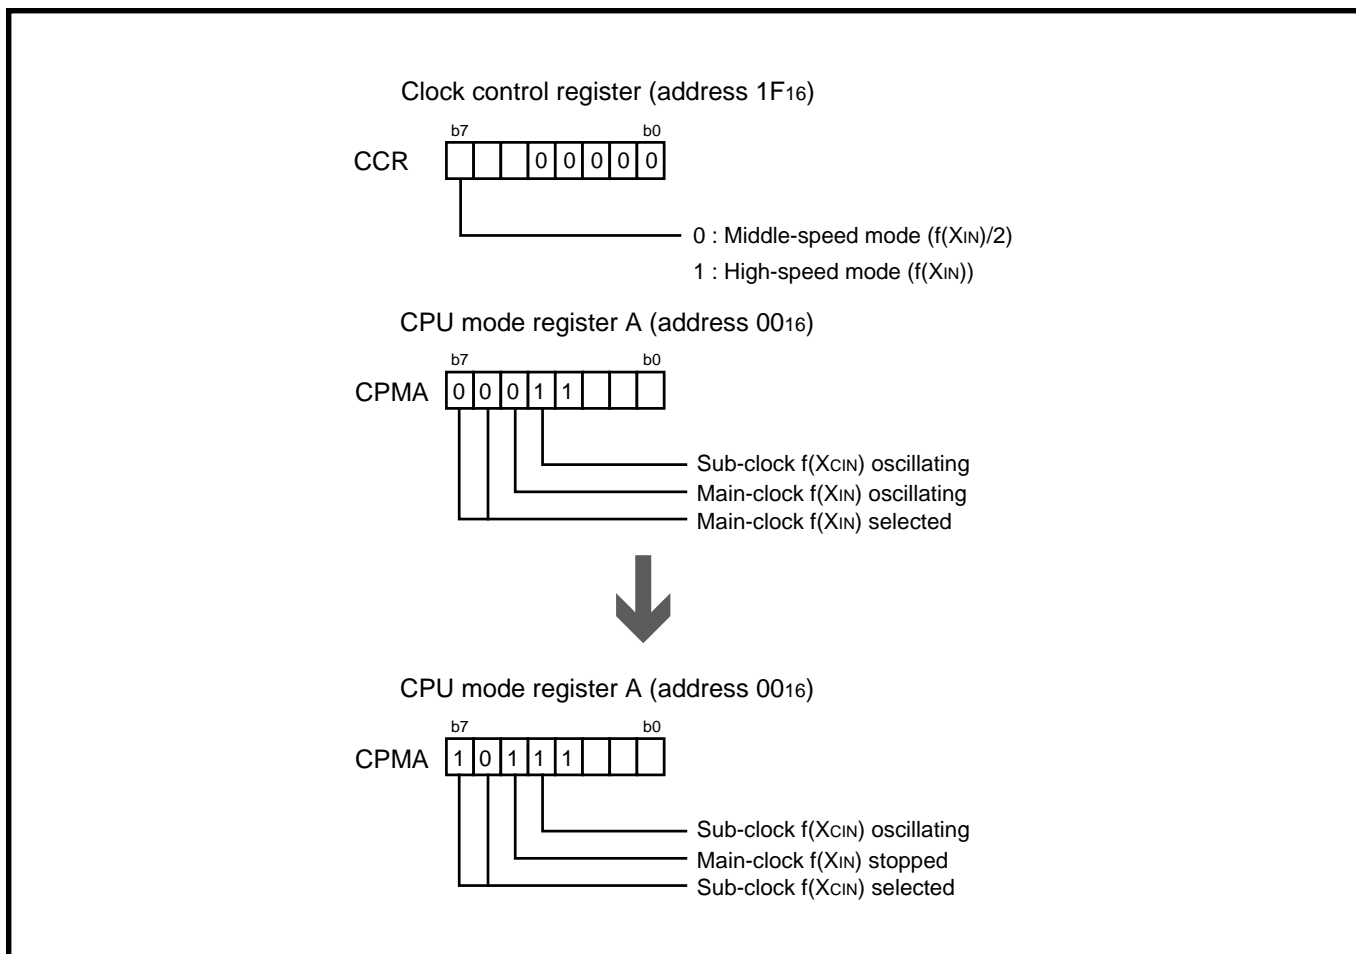 Clock control register (address 1F16)
b7 b0
CCR 0 0 0 0 0
0 : Middle-speed mode (f(XIN)/2)
1 : High-speed mode (f(XIN))
CPU mode register A (address 0016)
b7 b0
CPMA 0 0 0 1 1
Sub-clock f(XCIN) oscillating
Main-clock f(XIN) oscillating
Main-clock f(XIN) selected
CPU mode register A (address 0016)
b7 b0
CPMA 1 0 1 1 1
Sub-clock f(XCIN) oscillating
Main-clock f(XIN) stopped
Sub-clock f(XCIN) selected